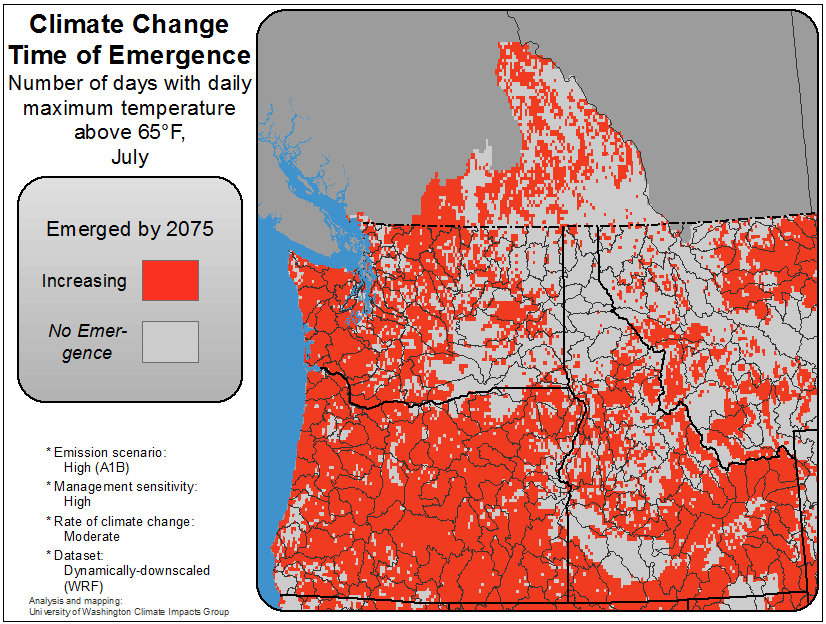 Climate Change
Time of Emergence
Number of days with daily
maximum temperature
above 65°F,
July
Emerged by 2075
Increasing
No Emer-
gence
* Emission scenario:
High (A1B)
* Management sensitivity:
High
* Rate of climate change:
Moderate
* Dataset:
Dynamically-downscaled
(WRF)
Analysis and mapping:
University of Washington Climate Impacts Group